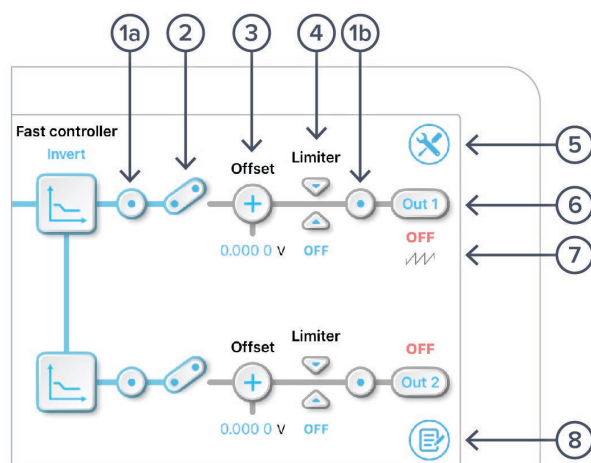 1a 2 3 4 1b
Fast controller
Invert
Offset
Limiter
5
Out 1
6
0.000 0 V
OFF
OFF
7
Offset
Limiter
OFF
Out 2
0.000 0 V
OFF
8